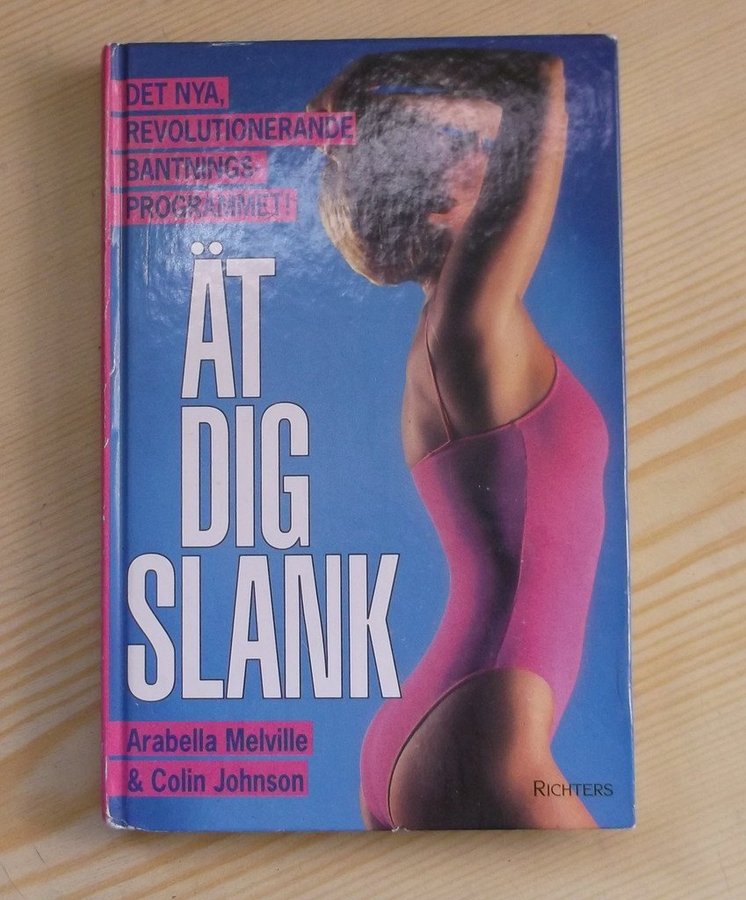 DET NYA,
REVOLUTIONERANDE
BANTNINGS-
PROGRAMMET!
ÄT
DIG
SLANK
Arabella Melville
& Colin Johnson
RICHTERS